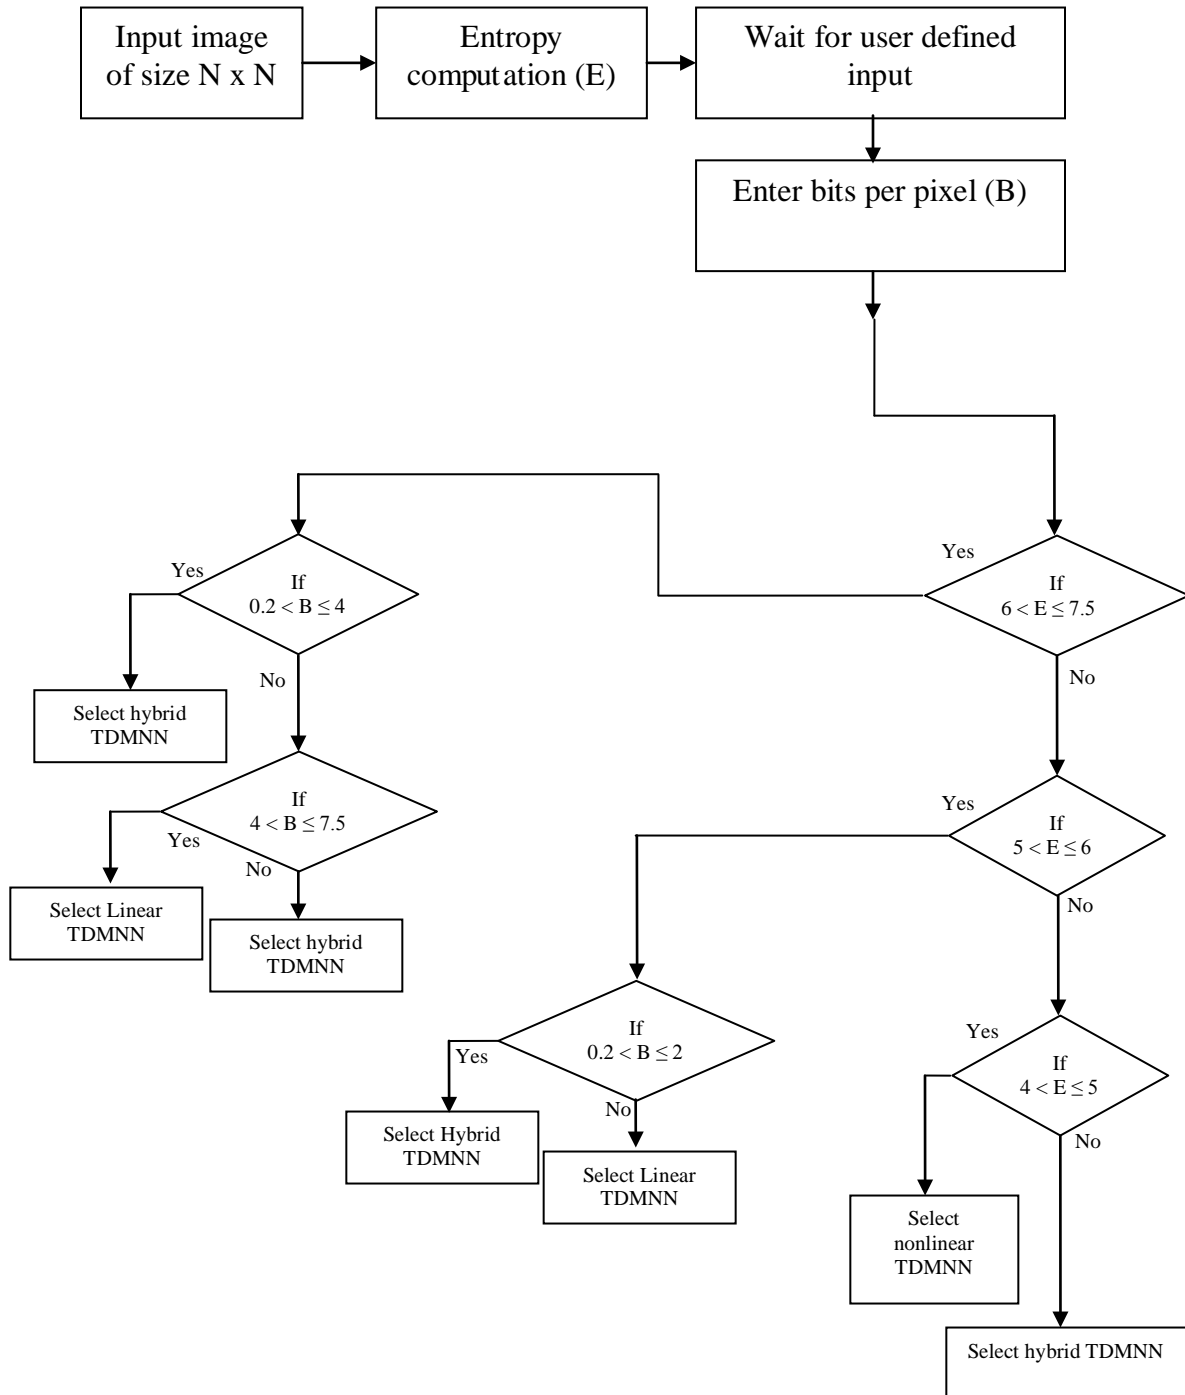 Input image
of size N x N
Entropy
computation (E)
Wait for user defined
input
Enter bits per pixel (B)
Yes
If
6 < E ≤ 7.5
No
Yes
If
0.2 < B ≤ 4
No
Select hybrid
TDMNN
If
4 < B ≤ 7.5
Yes
No
Select Linear
TDMNN
Select hybrid
TDMNN
Yes
If
5 < E ≤ 6
No
If
0.2 < B ≤ 2
Yes
No
Select Hybrid
TDMNN
Select Linear
TDMNN
Yes
If
4 < E ≤ 5
No
Select
nonlinear
TDMNN
Select hybrid TDMNN